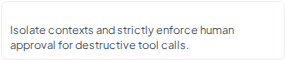 Isolate contexts and strictly enforce human
approval for destructive tool calls.